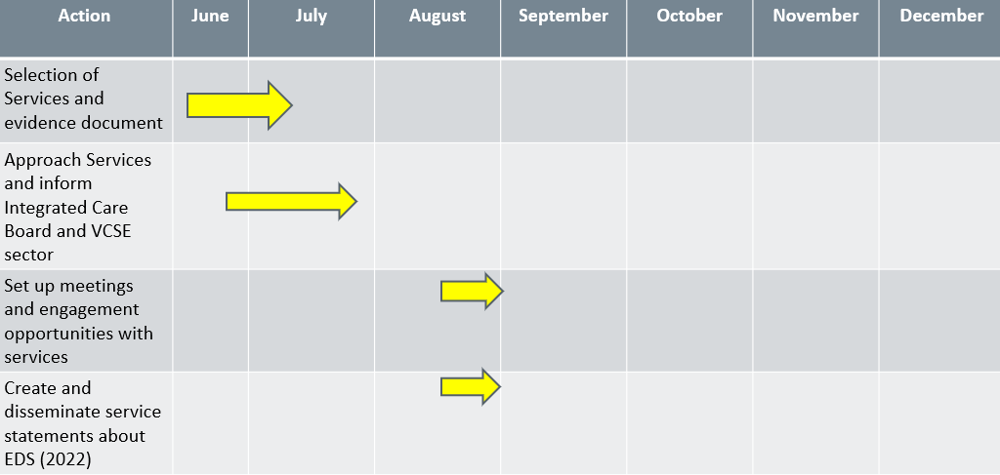 Action June July August September October November December
Selection of
Services and
evidence document
Approach Services
and inform
Integrated Care
Board and VCSE
sector
Set up meetings
and engagement
opportunities with
services
Create and
disseminate service
statements about
EDS (2022)